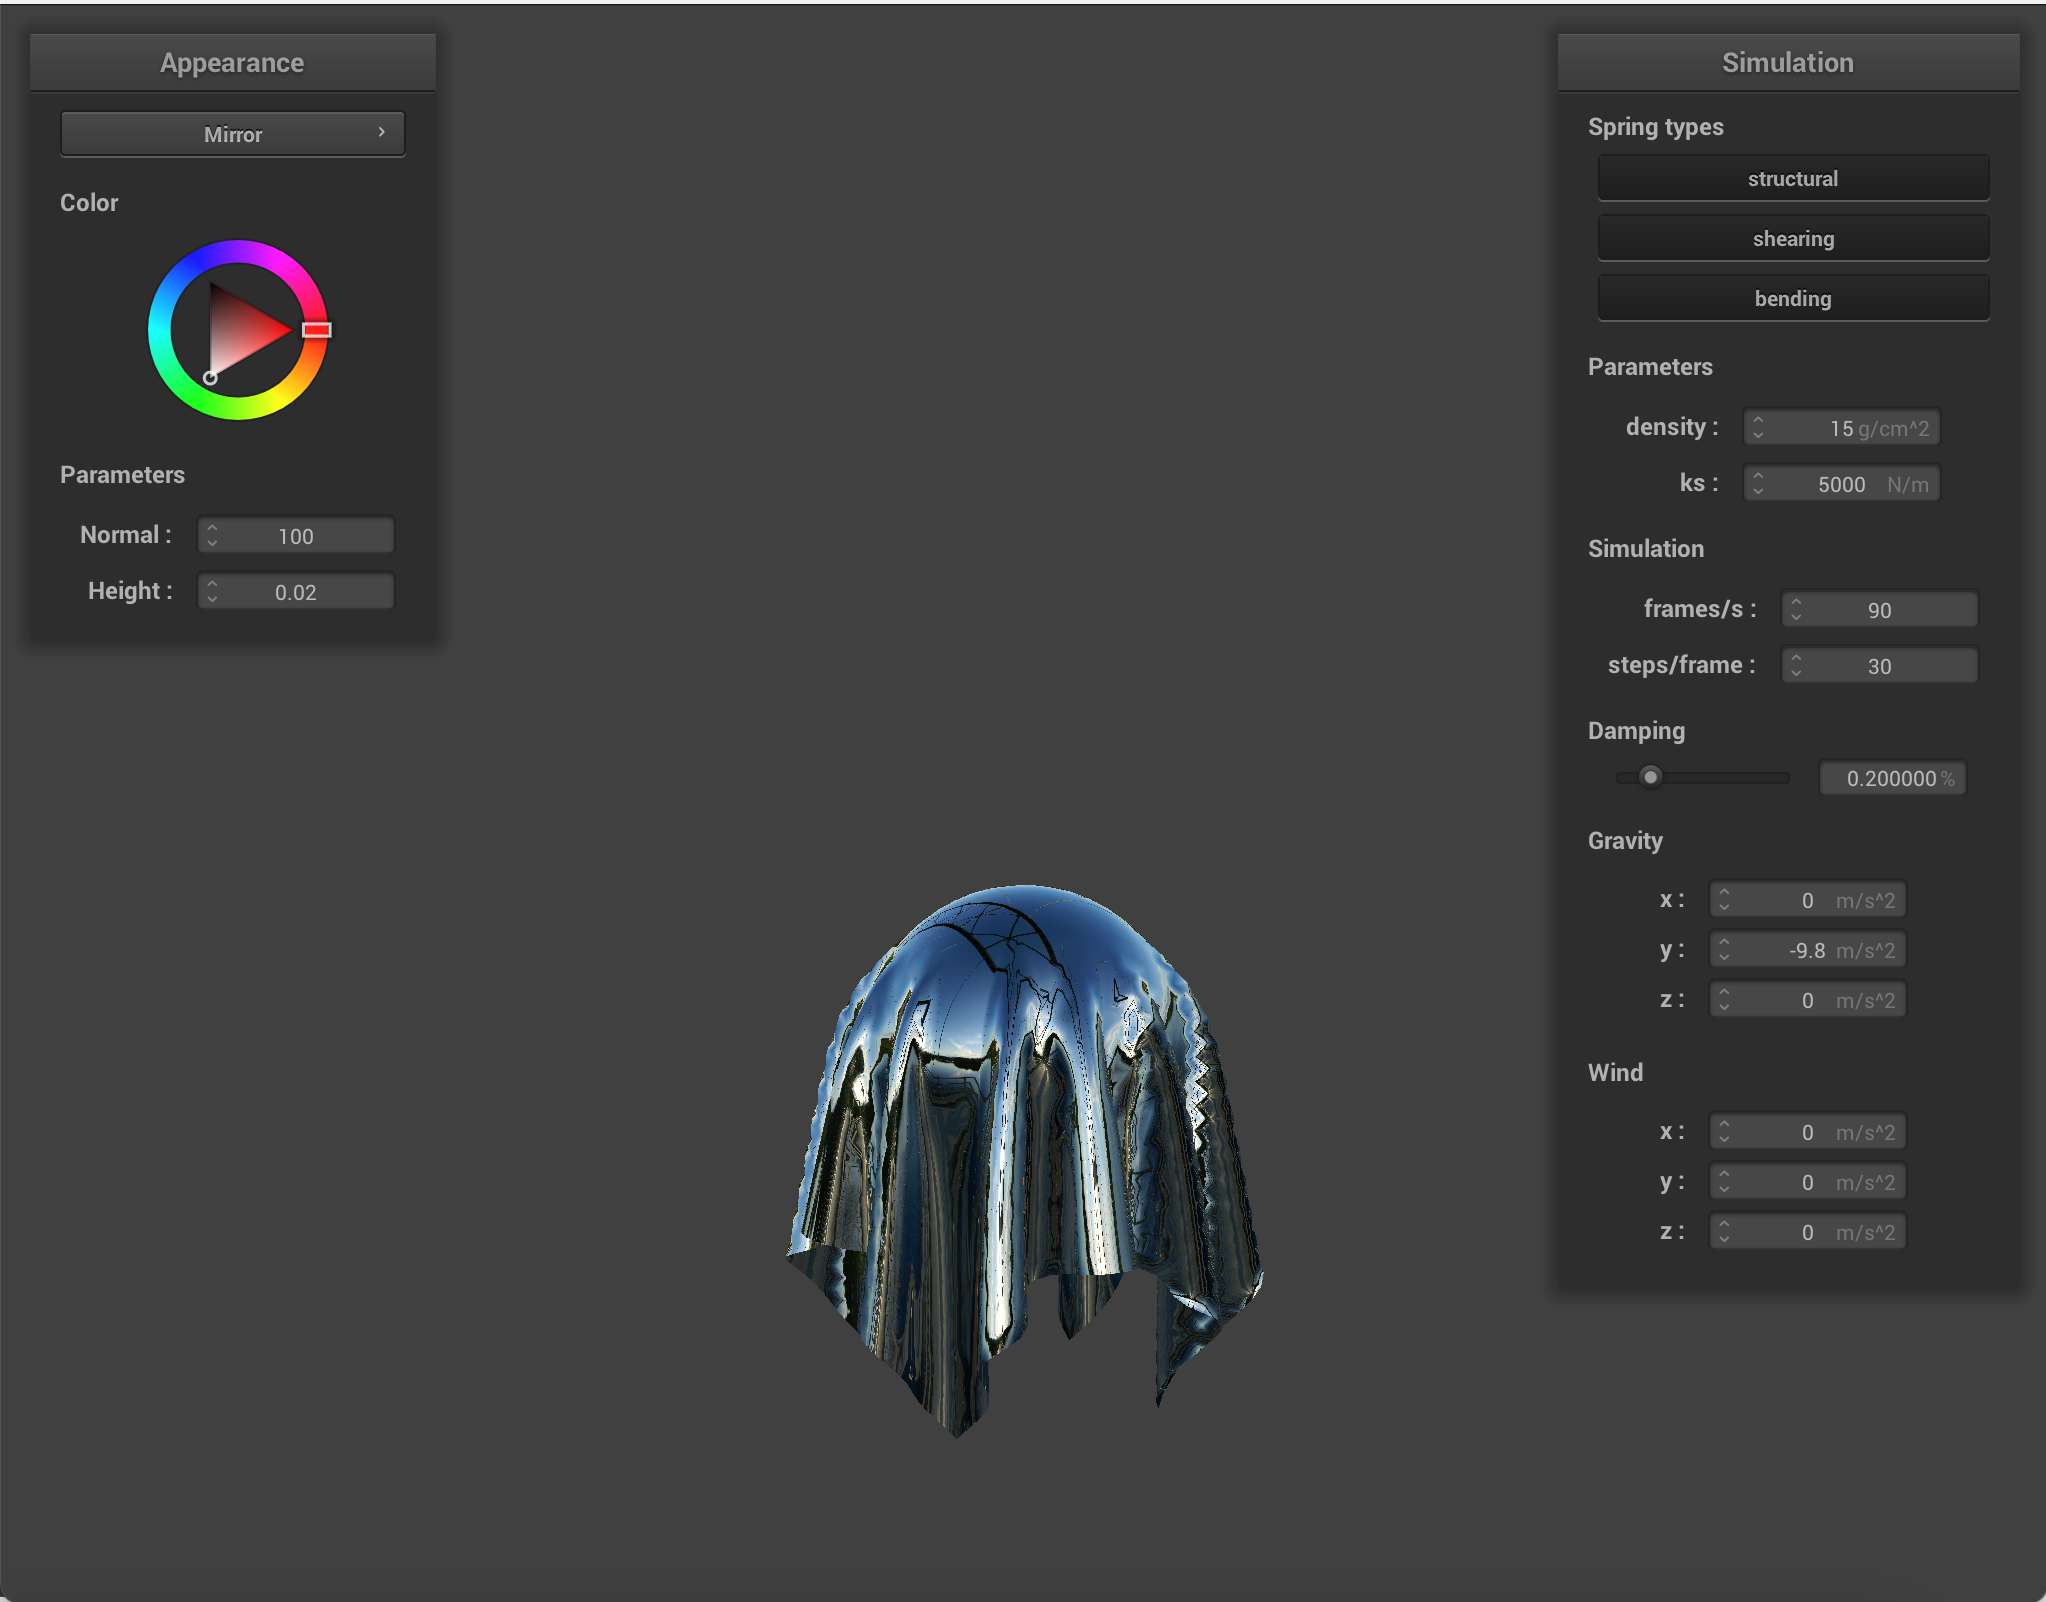 Appearance
Mirror
Color
Parameters
Normal : 100
Height : 0.02
Simulation
Spring types
structural
shearing
bending
Parameters
density : 15 g/cm^2
ks : 5000 N/m
Simulation
frames/s : 90
steps/frame : 30
Damping
0.200000 %
Gravity
x : 0 m/s^2
y : -9.8 m/s^2
z : 0 m/s^2
Wind
x : 0 m/s^2
y : 0 m/s^2
z : 0 m/s^2